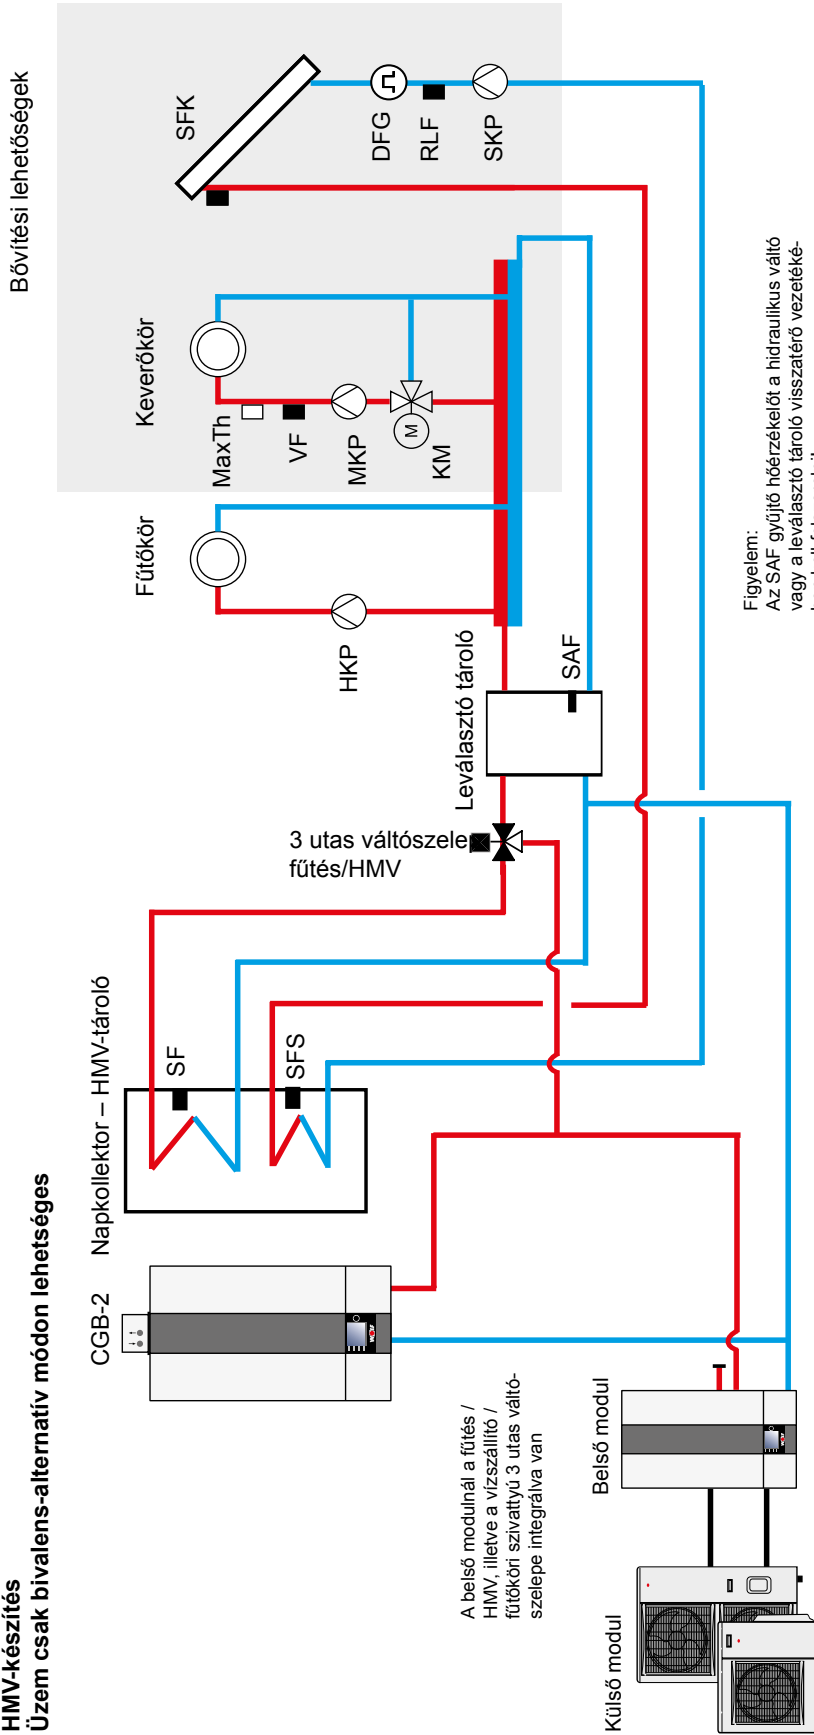 HMV-készítés
Üzem csak bivalens-alternatív módon lehetséges
Bővítési lehetőségek
Külső modul
Belső modul
A belső modulnál a fűtés /
HMV, illetve a vízszállító /
fűtőköri szivattyú 3 utas váltó-
szelepe integrálva van
CGB-2
Napkollektor – HMV-tároló
SF
SFS
3 utas váltószele
fűtés/HMV
Leválasztó tároló
SAF
Fűtőkör
HKP
Keverőkör
MaxTh
VF
MKP
KM
M
SFK
DFG
RLF
SKP
Figyelem:
Az SAF gyűjtő hőérzékelőt a hidraulikus váltó
vagy a leválasztó tároló visszatérő vezetéké-